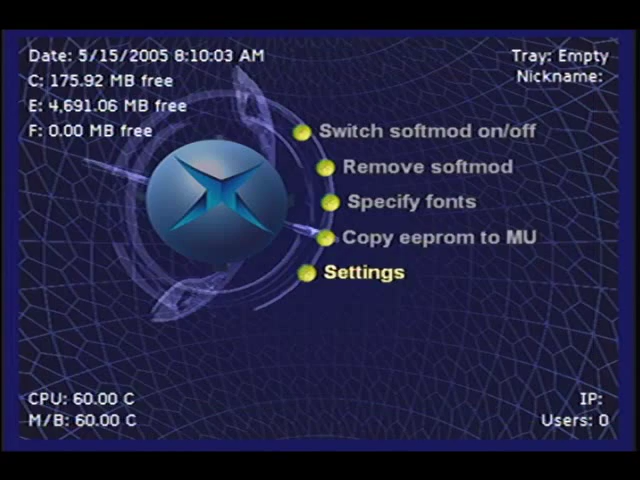 Date: 5/15/2005 8:10:03 AM
Tray: Empty
C: 175.92 MB free
Nickname:
E: 4,691.06 MB free
F: 0.00 MB free
Switch softmod on/off
Remove softmod
Specify fonts
Copy eeprom to MU
Settings
CPU: 60.00 C
IP:
M/B: 60.00 C
Users: 0